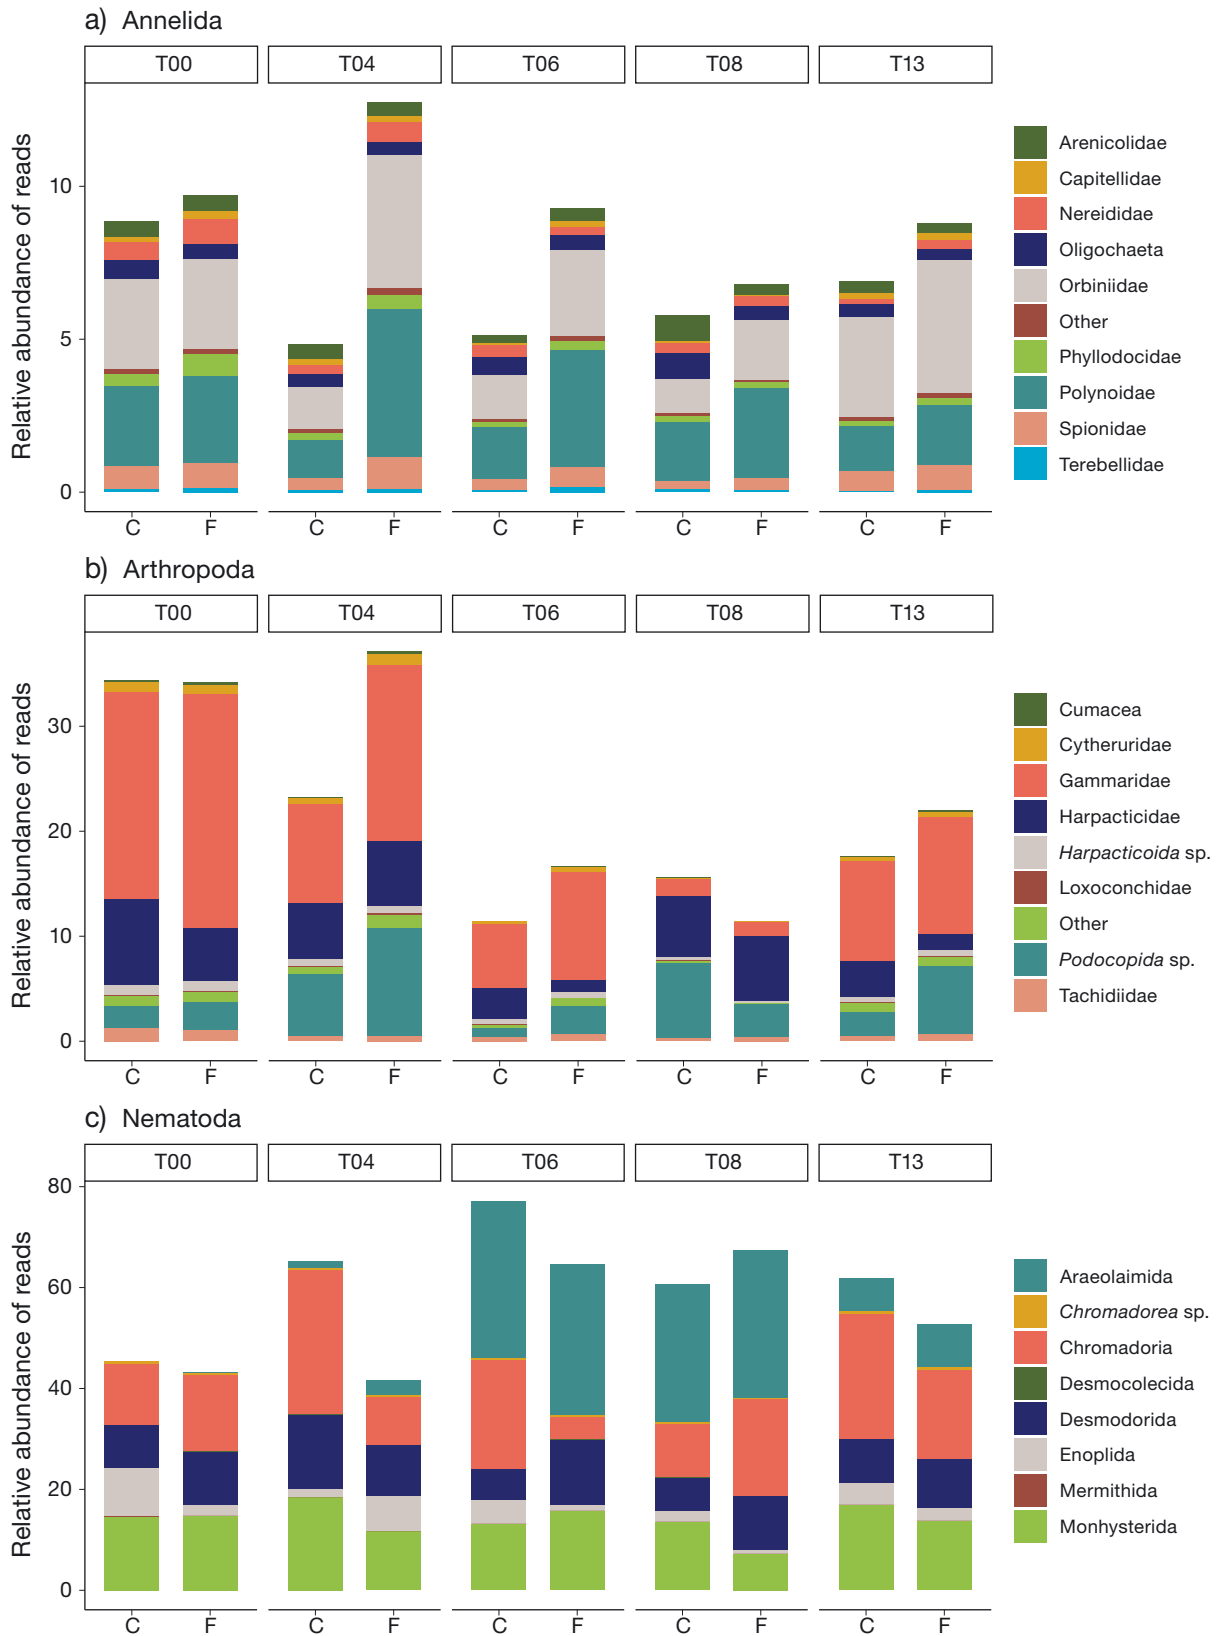 a) Annelida
T00 T04 T06 T08 T13
Relative abundance of reads
10
5
0
C F C F C F C F C F
Arenicolidae
Capitellidae
Nereididae
Oligochaeta
Orbiniidae
Other
Phyllodocidae
Polynoidae
Spionidae
Terebellidae
b) Arthropoda
T00 T04 T06 T08 T13
Relative abundance of reads
30
20
10
0
C F C F C F C F C F
Cumacea
Cytheruridae
Gammaridae
Harpacticidae
Harpacticoida sp.
Loxoconchidae
Other
Podocopida sp.
Tachidiidae
c) Nematoda
T00 T04 T06 T08 T13
Relative abundance of reads
80
60
40
20
0
C F C F C F C F C F
Araeolaimida
Chromadorea sp.
Chromadoria
Desmocolecida
Desmodorida
Enoplida
Mermithida
Monhysterida